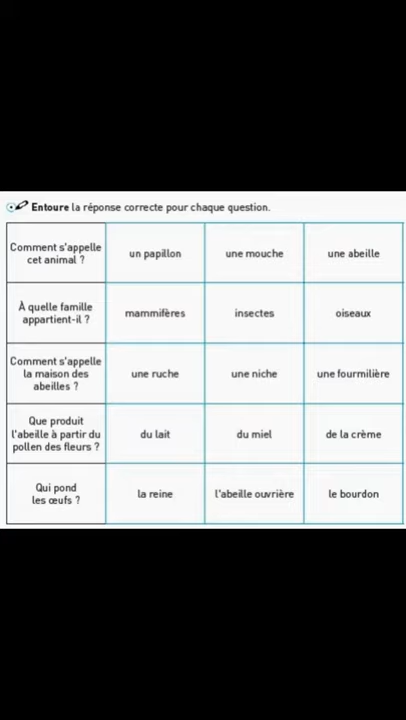 Entoure la réponse correcte pour chaque question.
Comment s'appelle
cet animal ?
un papillon
une mouche
une abeille
À quelle famille
appartient-il ?
mammifères
insectes
oiseaux
Comment s'appelle
la maison des
abeilles ?
une ruche
une niche
une fourmilière
Que produit
l'abeille à partir du
pollen des fleurs ?
du lait
du miel
de la crème
Qui pond
les œufs ?
la reine
l'abeille ouvrière
le bourdon